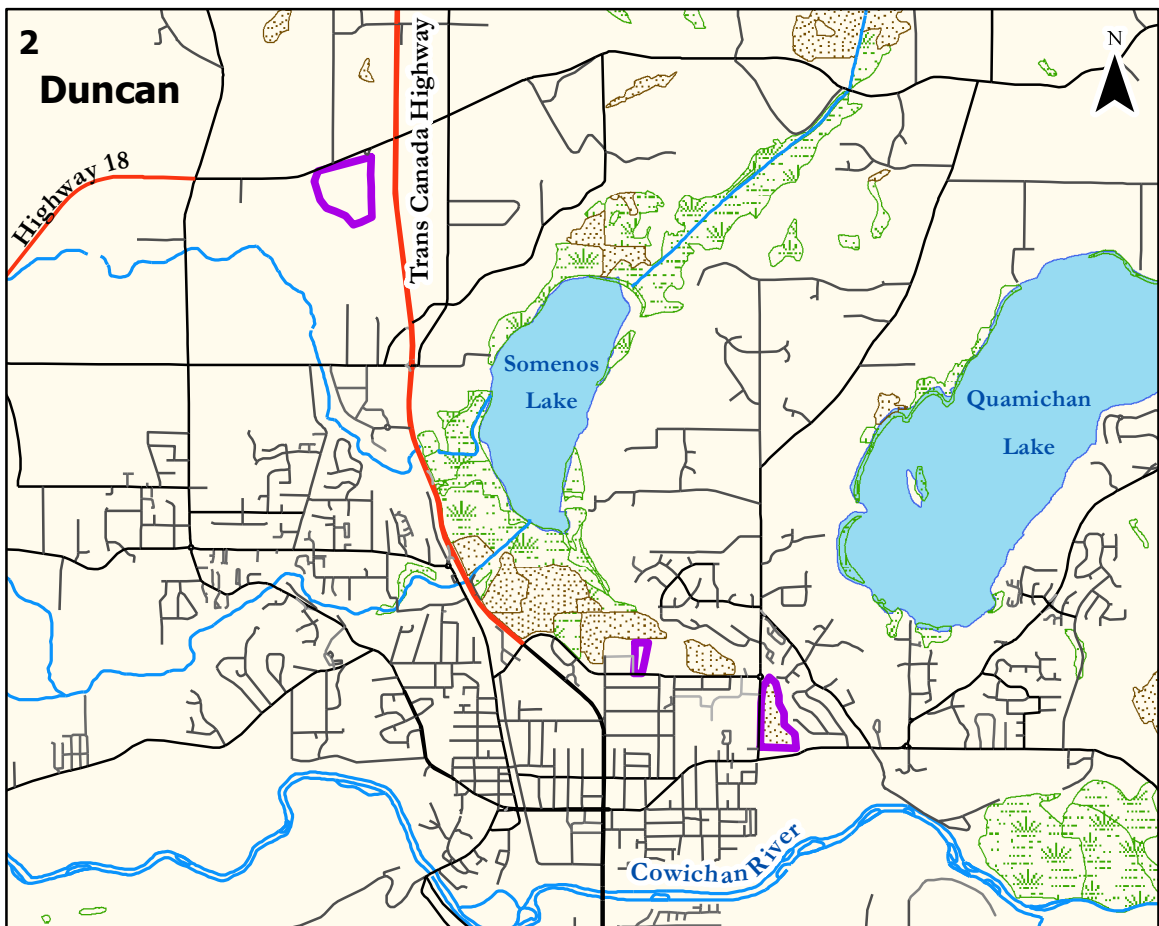 2
Duncan
Trans Canada Highway
N
Highway 18
Somenos
Lake
Quamichan
Lake
Cowichan River